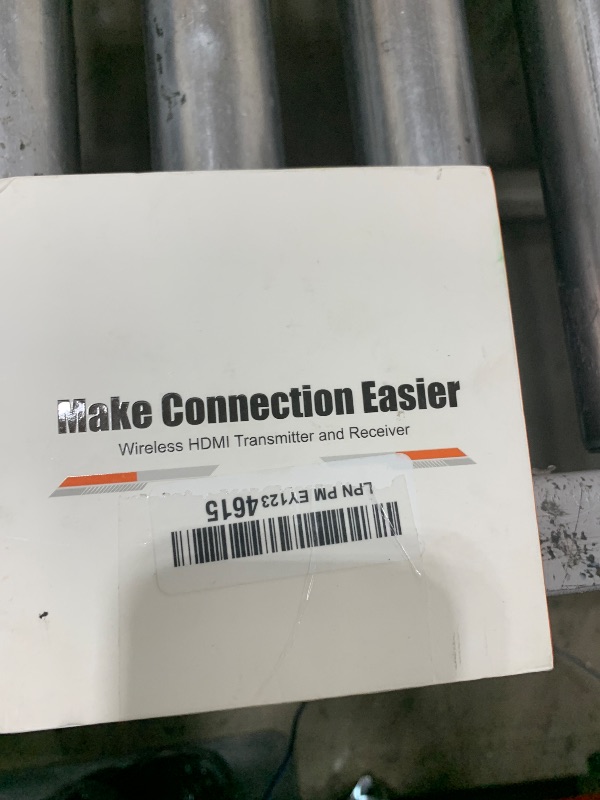 Make Connection Easier
Wireless HDMI Transmitter and Receiver
LPN PM EY1234615